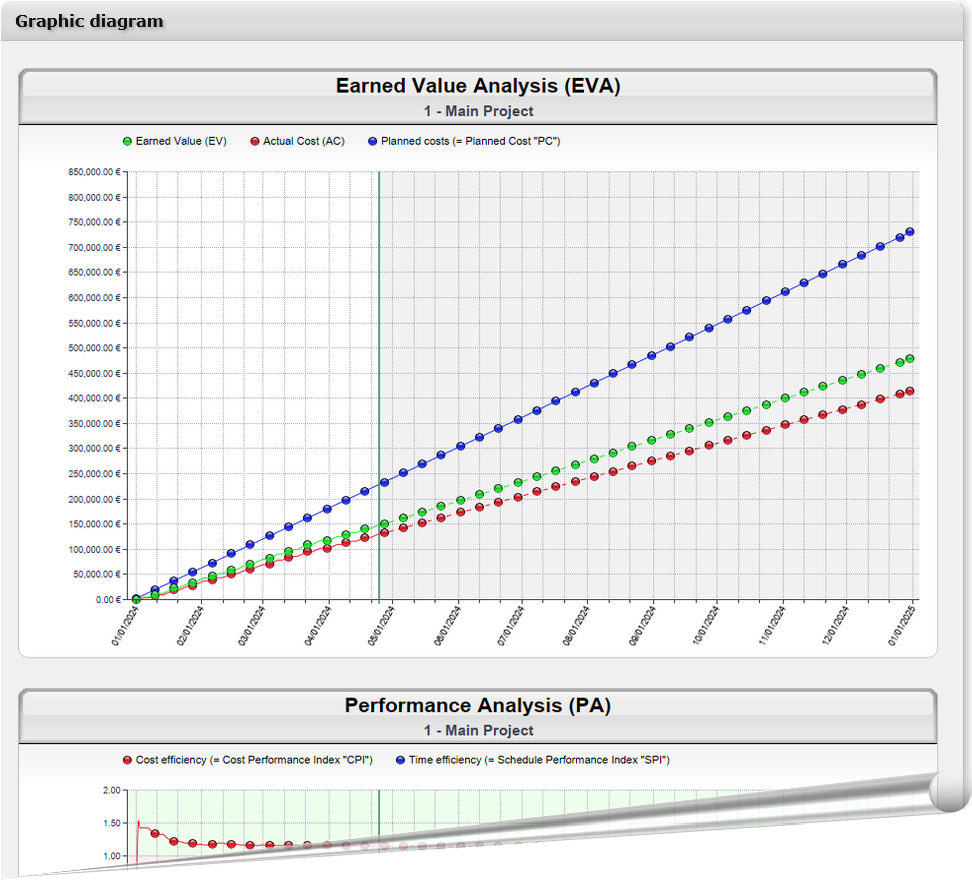 Graphic diagram
Earned Value Analysis (EVA)
1 - Main Project
Earned Value (EV) Actual Cost (AC) Planned costs (= Planned Cost "PC")
850,000.00 €
800,000.00 €
750,000.00 €
700,000.00 €
650,000.00 €
600,000.00 €
550,000.00 €
500,000.00 €
450,000.00 €
400,000.00 €
350,000.00 €
300,000.00 €
250,000.00 €
200,000.00 €
150,000.00 €
100,000.00 €
50,000.00 €
0.00 €
01/01/2024 02/01/2024 03/01/2024 04/01/2024 05/01/2024 06/01/2024 07/01/2024 08/01/2024 09/01/2024 10/01/2024 11/01/2024 12/01/2024 01/01/2025
Performance Analysis (PA)
1 - Main Project
Cost efficiency (= Cost Performance Index "CPI") Time efficiency (= Schedule Performance Index "SPI")
2.00
1.50
1.00